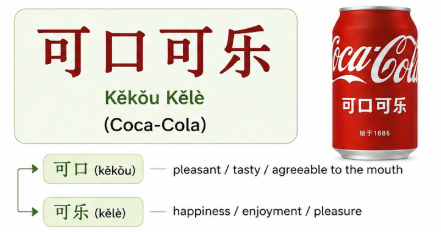 可口可乐
Kěkǒu Kělè
(Coca-Cola)
Coca-Cola
可口可乐
始于1886
可口 (kěkǒu) — pleasant / tasty / agreeable to the mouth
可乐 (kělè) — happiness / enjoyment / pleasure